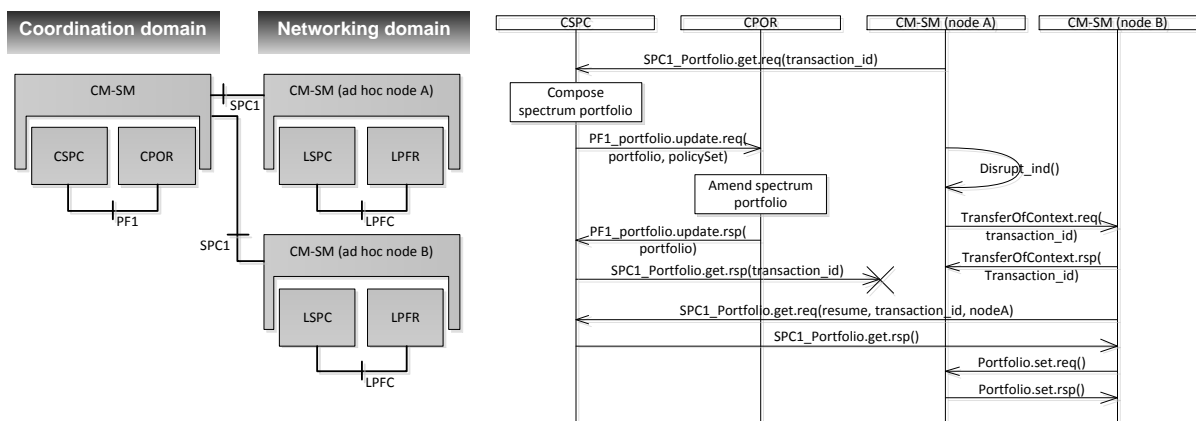 Coordination domain
Networking domain
CM-SM
SPC1
CM-SM (ad hoc node A)
CSPC
CPOR
LSPC
LPFR
PF1
LPFC
SPC1
CM-SM (ad hoc node B)
LSPC
LPFR
LPFC
CSPC
CPOR
CM-SM (node A)
CM-SM (node B)
SPC1_Portfolio.get.req(transaction_id)
Compose
spectrum portfolio
PF1_portfolio.update.req(
portfolio, policySet)
Disrupt_ind()
Amend spectrum
portfolio
TransferOfContext.req(
transaction_id)
PF1_portfolio.update.rsp(
portfolio)
TransferOfContext.rsp(
Transaction_id)
SPC1_Portfolio.get.rsp(transaction_id)
SPC1_Portfolio.get.req(resume, transaction_id, nodeA)
SPC1_Portfolio.get.rsp()
Portfolio.set.req()
Portfolio.set.rsp()